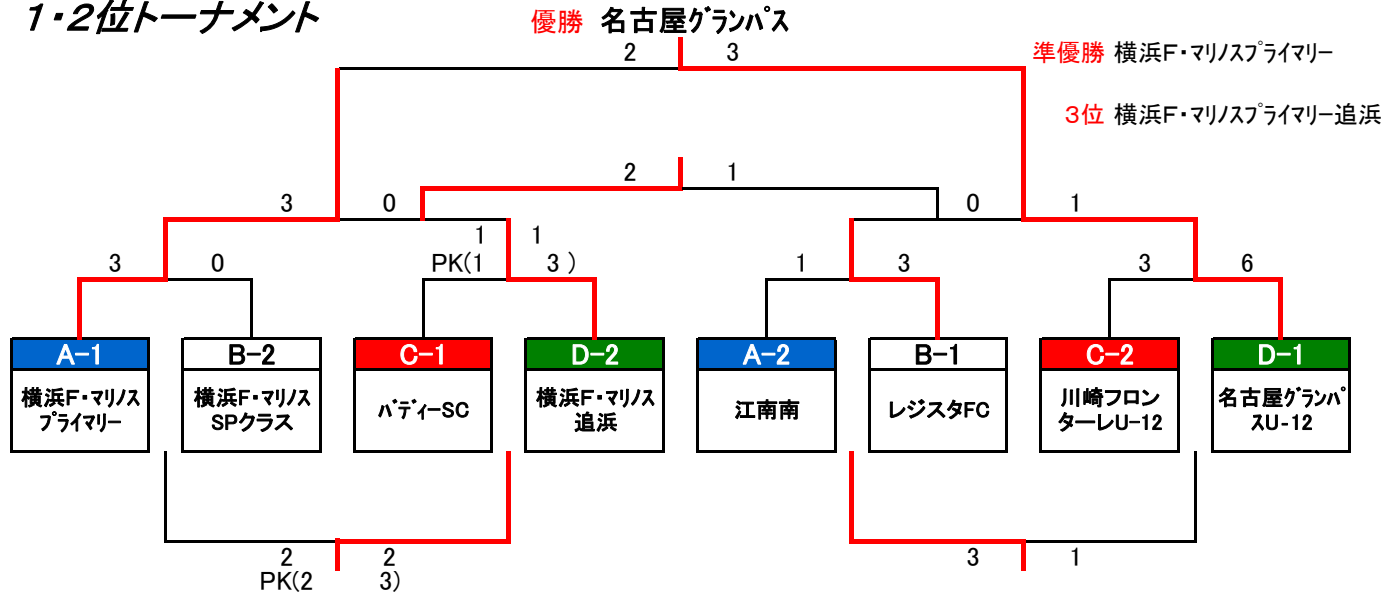 1・2位トーナメント
優勝 名古屋グランパス
2 3
準優勝 横浜F・マリノスプライマリー
3位 横浜F・マリノスプライマリー追浜
2 1
3 0
0 1
1 1
3 0
PK(1 3 )
1 3
3 6
A-1 B-2 C-1 D-2 A-2 B-1 C-2 D-1
横浜F・マリノス
プライマリー
横浜F・マリノス
SPクラス
バディーSC
横浜F・マリノス
追浜
江南南
レジスタFC
川崎フロン
ターレU-12
名古屋グランパ
スU-12
2 2
PK(2 3)
3 1